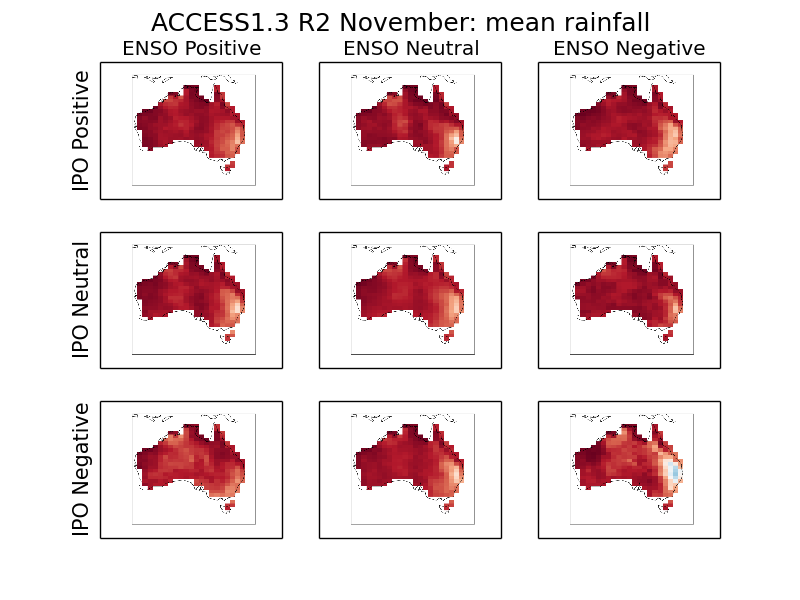 ACCESS1.3 R2 November: mean rainfall
ENSO Positive
ENSO Neutral
ENSO Negative
IPO Positive
IPO Neutral
IPO Negative